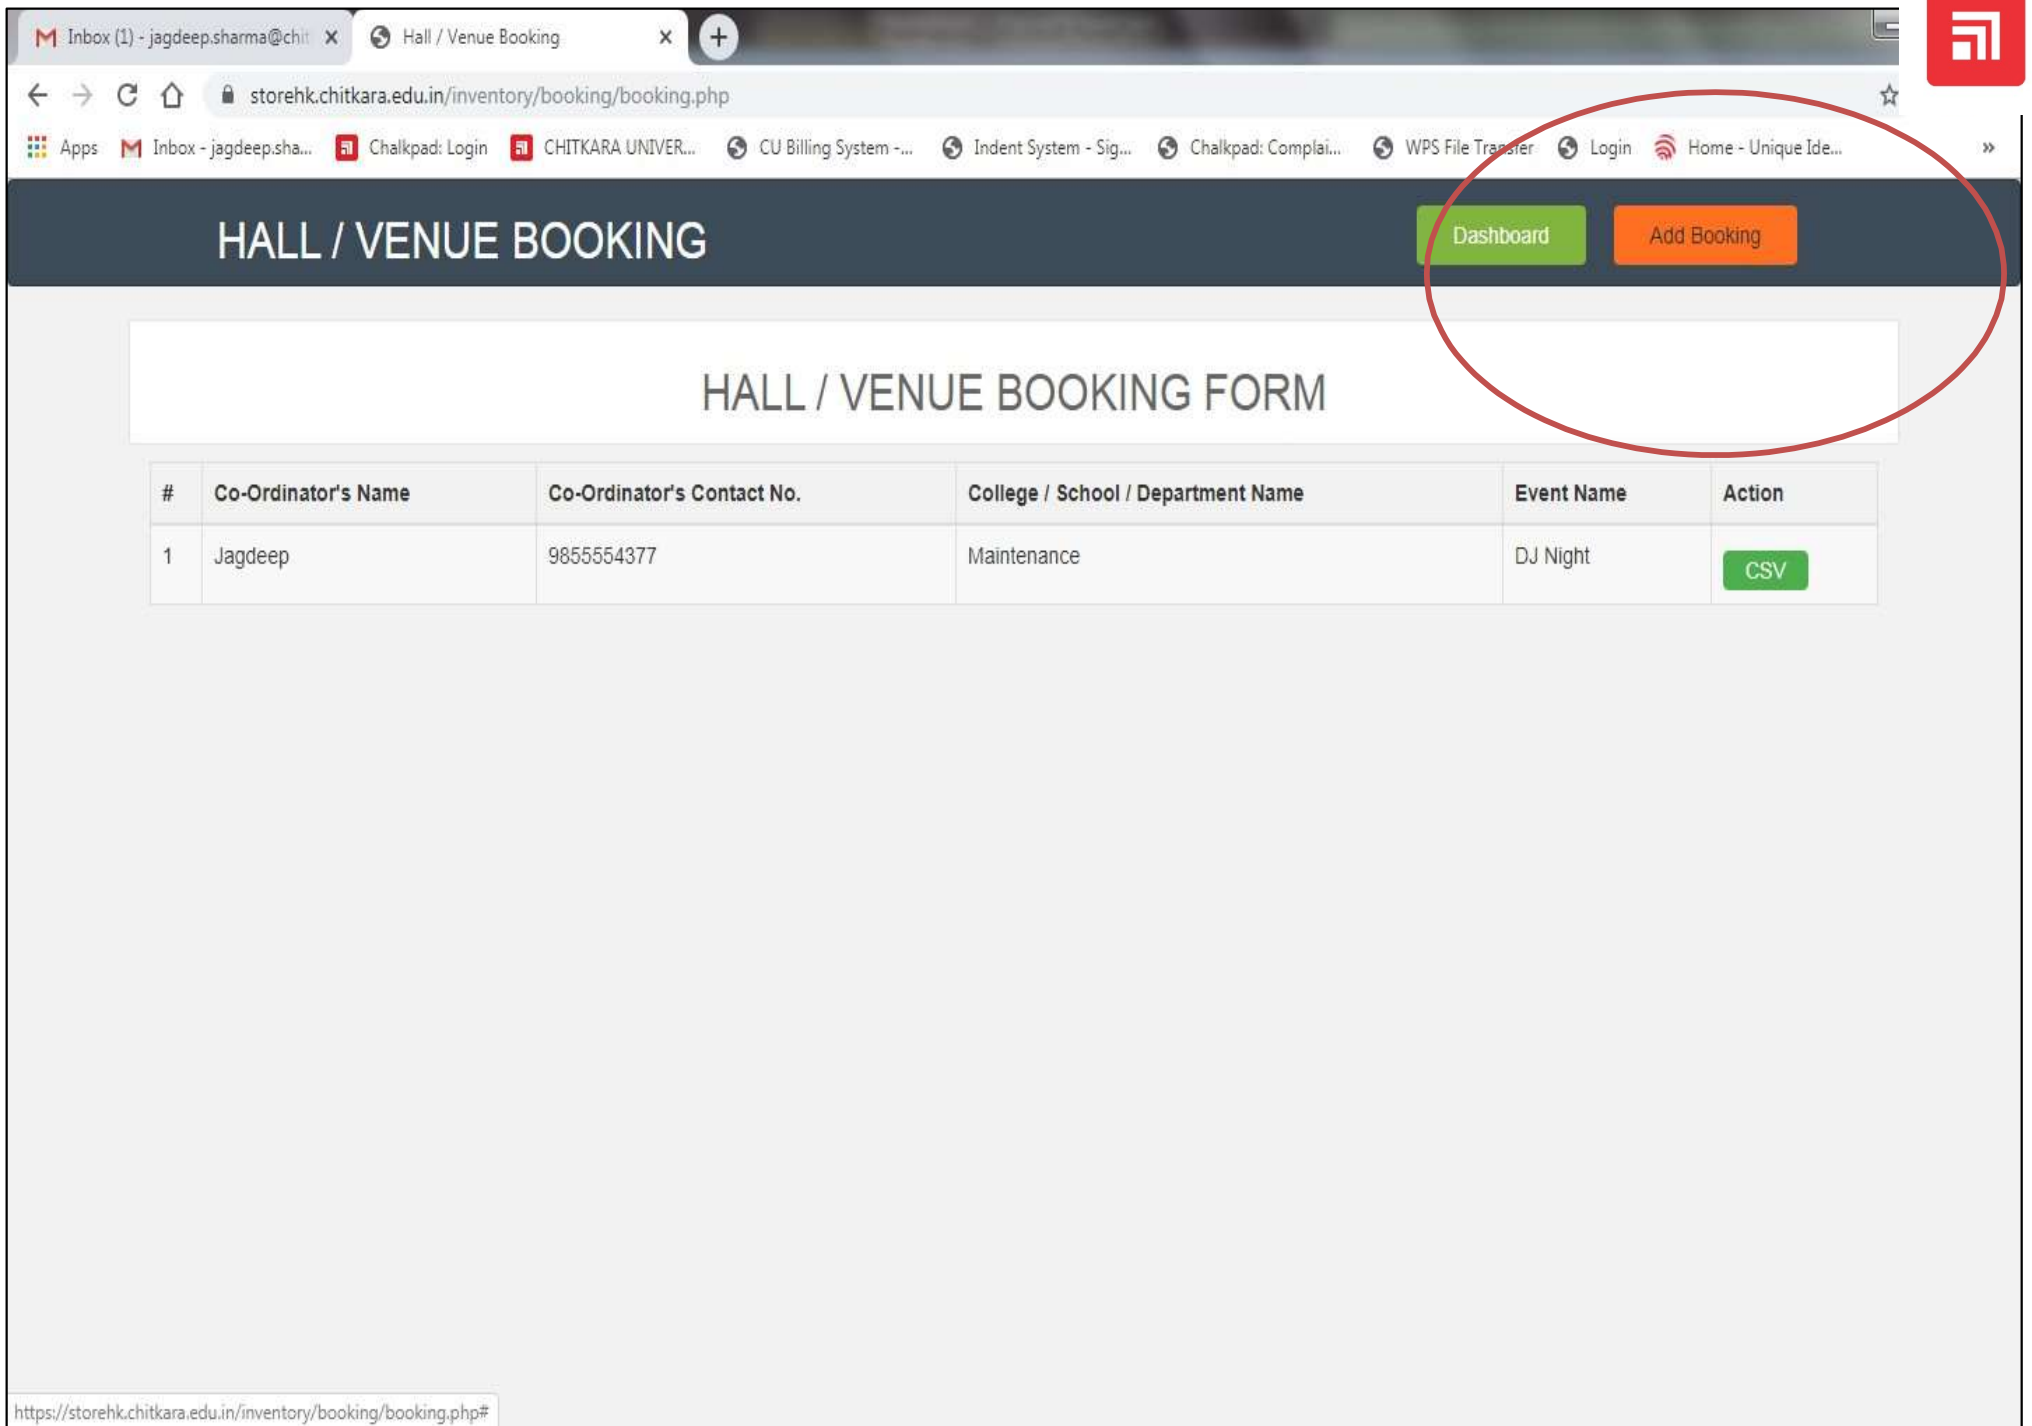 Inbox (1) - jagdeep.sharma@chit
Hall / Venue Booking
storehk.chitkara.edu.in/inventory/booking/booking.php
Apps Inbox - jagdeep.sha... Chalkpad: Login CHITKARA UNIVER... CU Billing System -... Indent System - Sig... Chalkpad: Complai... WPS File Transfer Login Home - Unique Ide... »
HALL / VENUE BOOKING Dashboard Add Booking
HALL / VENUE BOOKING FORM
# Co-Ordinator's Name Co-Ordinator's Contact No. College / School / Department Name Event Name Action
1 Jagdeep 9855554377 Maintenance DJ Night CSV
https://storehk.chitkara.edu.in/inventory/booking/booking.php#